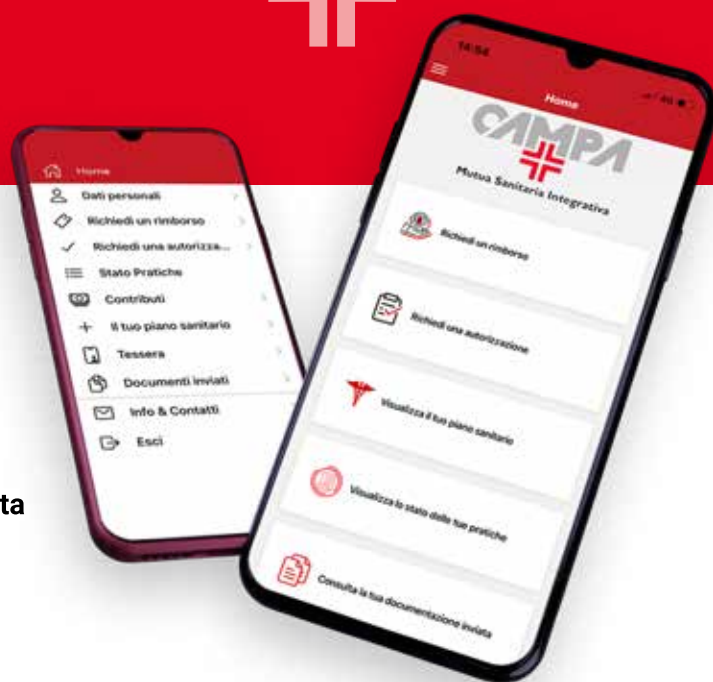 Home
Dati personali
Richiedi un rimborso
Richiedi una autorizza...
Stato Pratiche
Contributi
Il tuo piano sanitario
Tessera
Documenti inviati
Info & Contatti
Esci
ta
14:54
4G
Home
CAMPA
Mutua Sanitaria Integrativa
Richiedi un rimborso
Richiedi una autorizzazione
Visualizza il tuo piano sanitario
Visualizza lo stato delle tue pratiche
Consulta la tua documentazione inviata